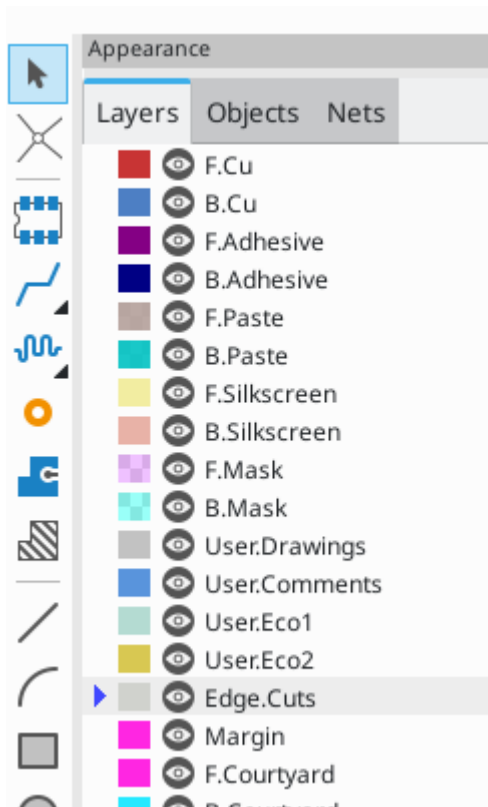 Appearance
Layers Objects Nets
F.Cu
B.Cu
F.Adhesive
B.Adhesive
F.Paste
B.Paste
F.Silkscreen
B.Silkscreen
F.Mask
B.Mask
User.Drawings
User.Comments
User.Eco1
User.Eco2
Edge.Cuts
Margin
F.Courtyard
B.Courtyard